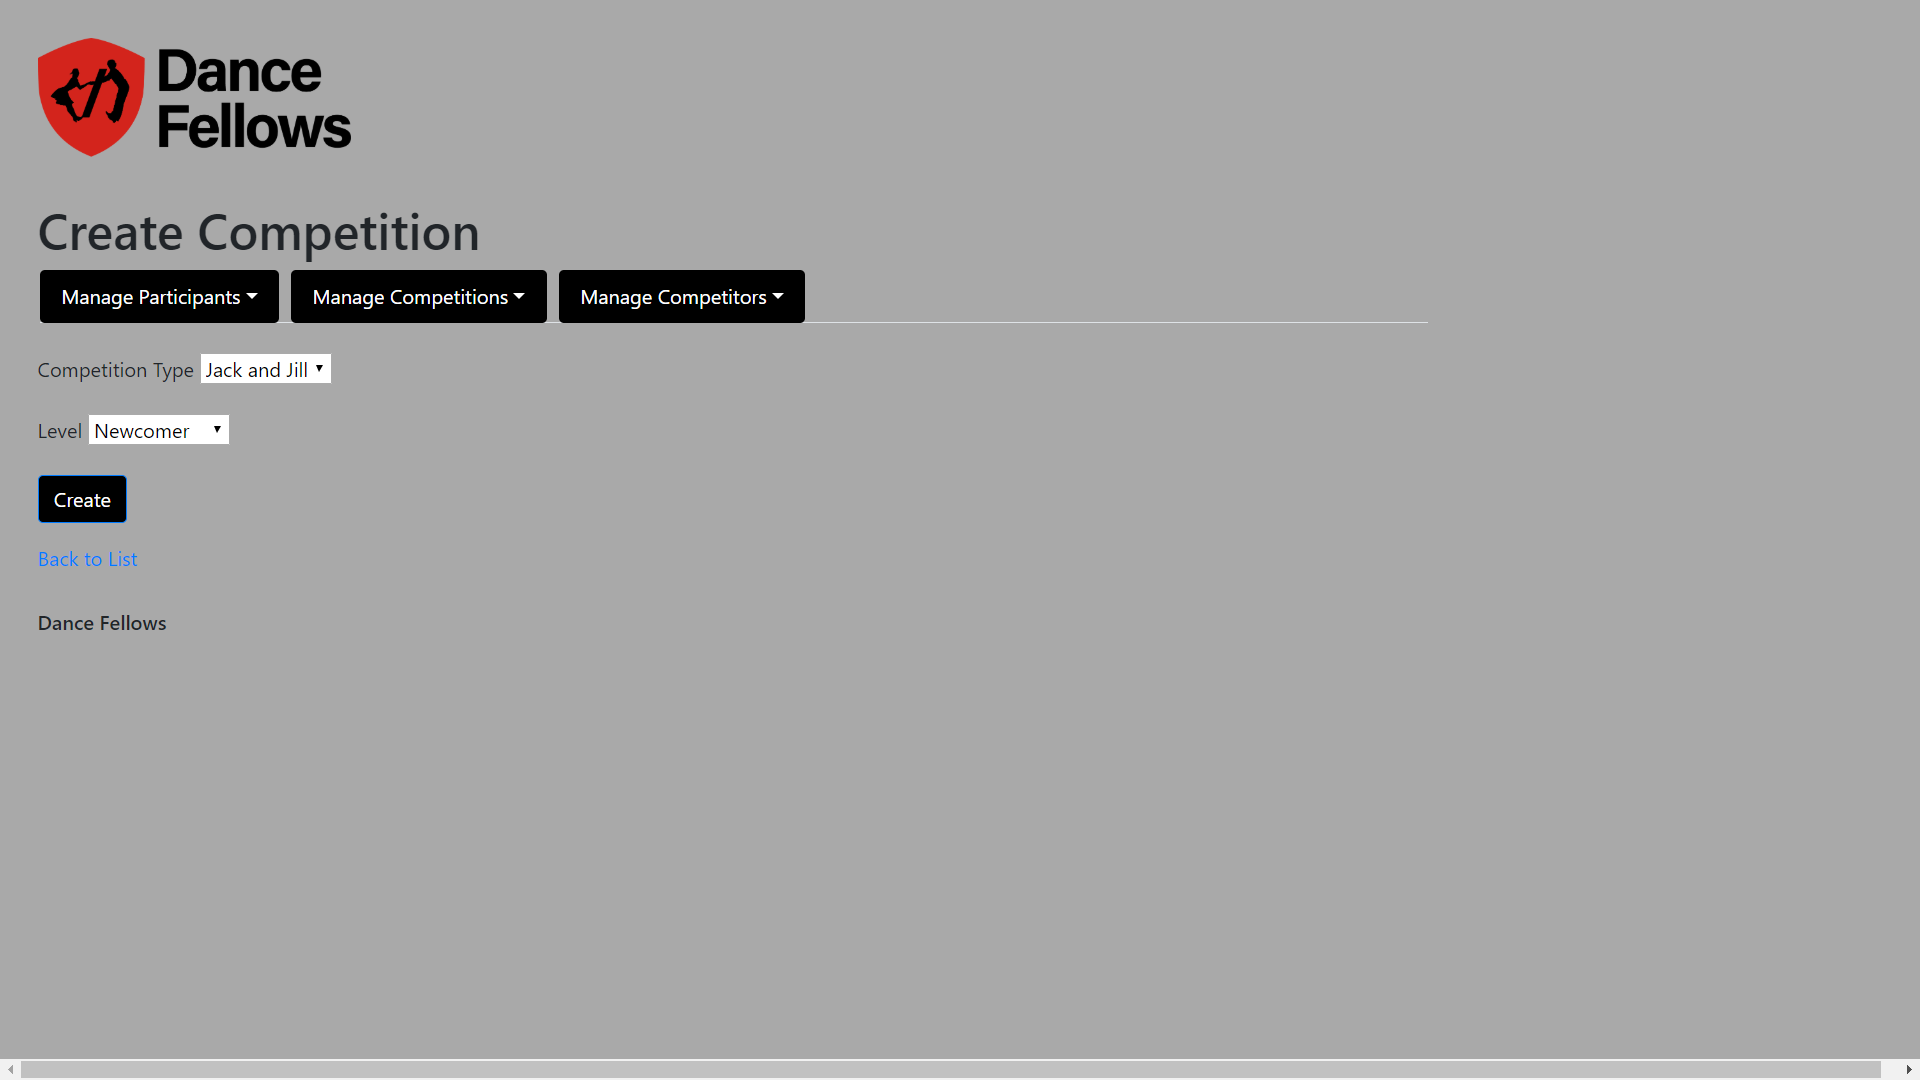 Dance
Fellows
Create Competition
Manage Participants Manage Competitions Manage Competitors
Competition Type Jack and Jill
Level Newcomer
Create
Back to List
Dance Fellows